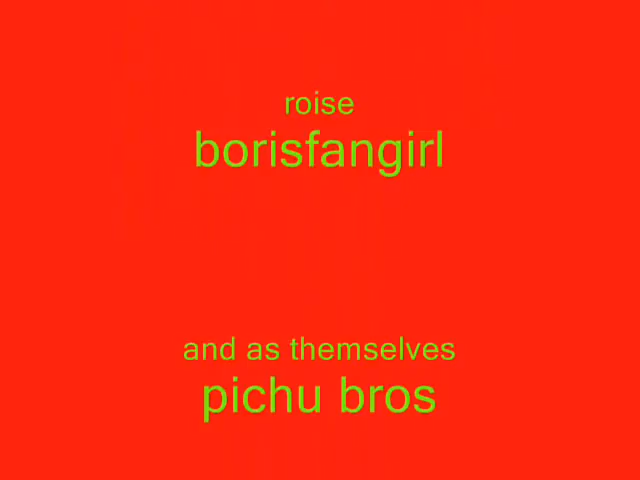 roise
borisfangirl
and as themselves
pichu bros